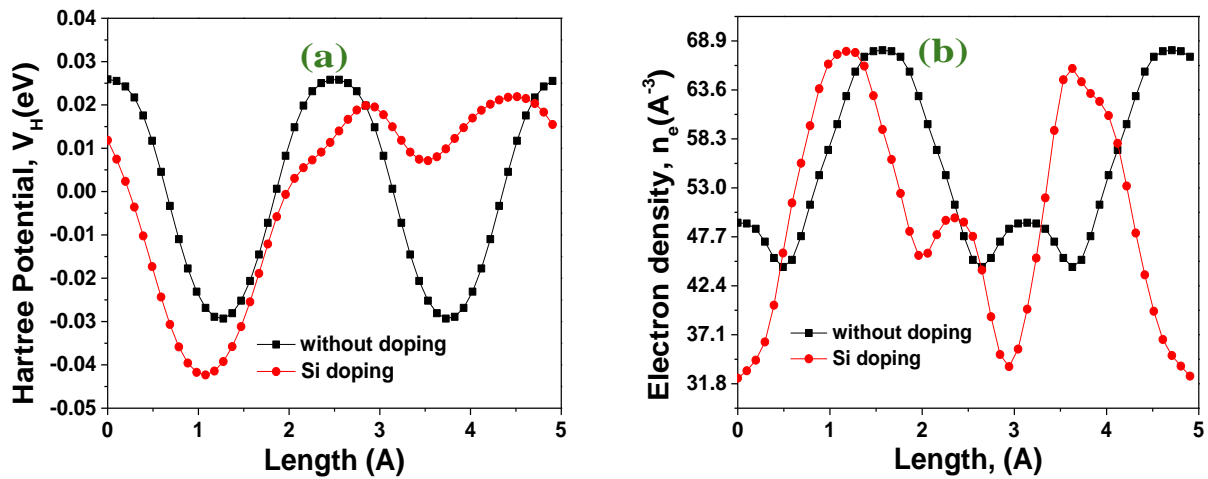 (a)
Hartree Potential, V_H(eV)
0.04
0.03
0.02
0.01
0.00
-0.01
-0.02
-0.03
-0.04
-0.05
without doping
Si doping
0 1 2 3 4 5
Length (A)
(b)
Electron density, n_e(A^-3)
68.9
63.6
58.3
53.0
47.7
42.4
37.1
31.8
without doping
Si doping
0 1 2 3 4 5
Length, (A)